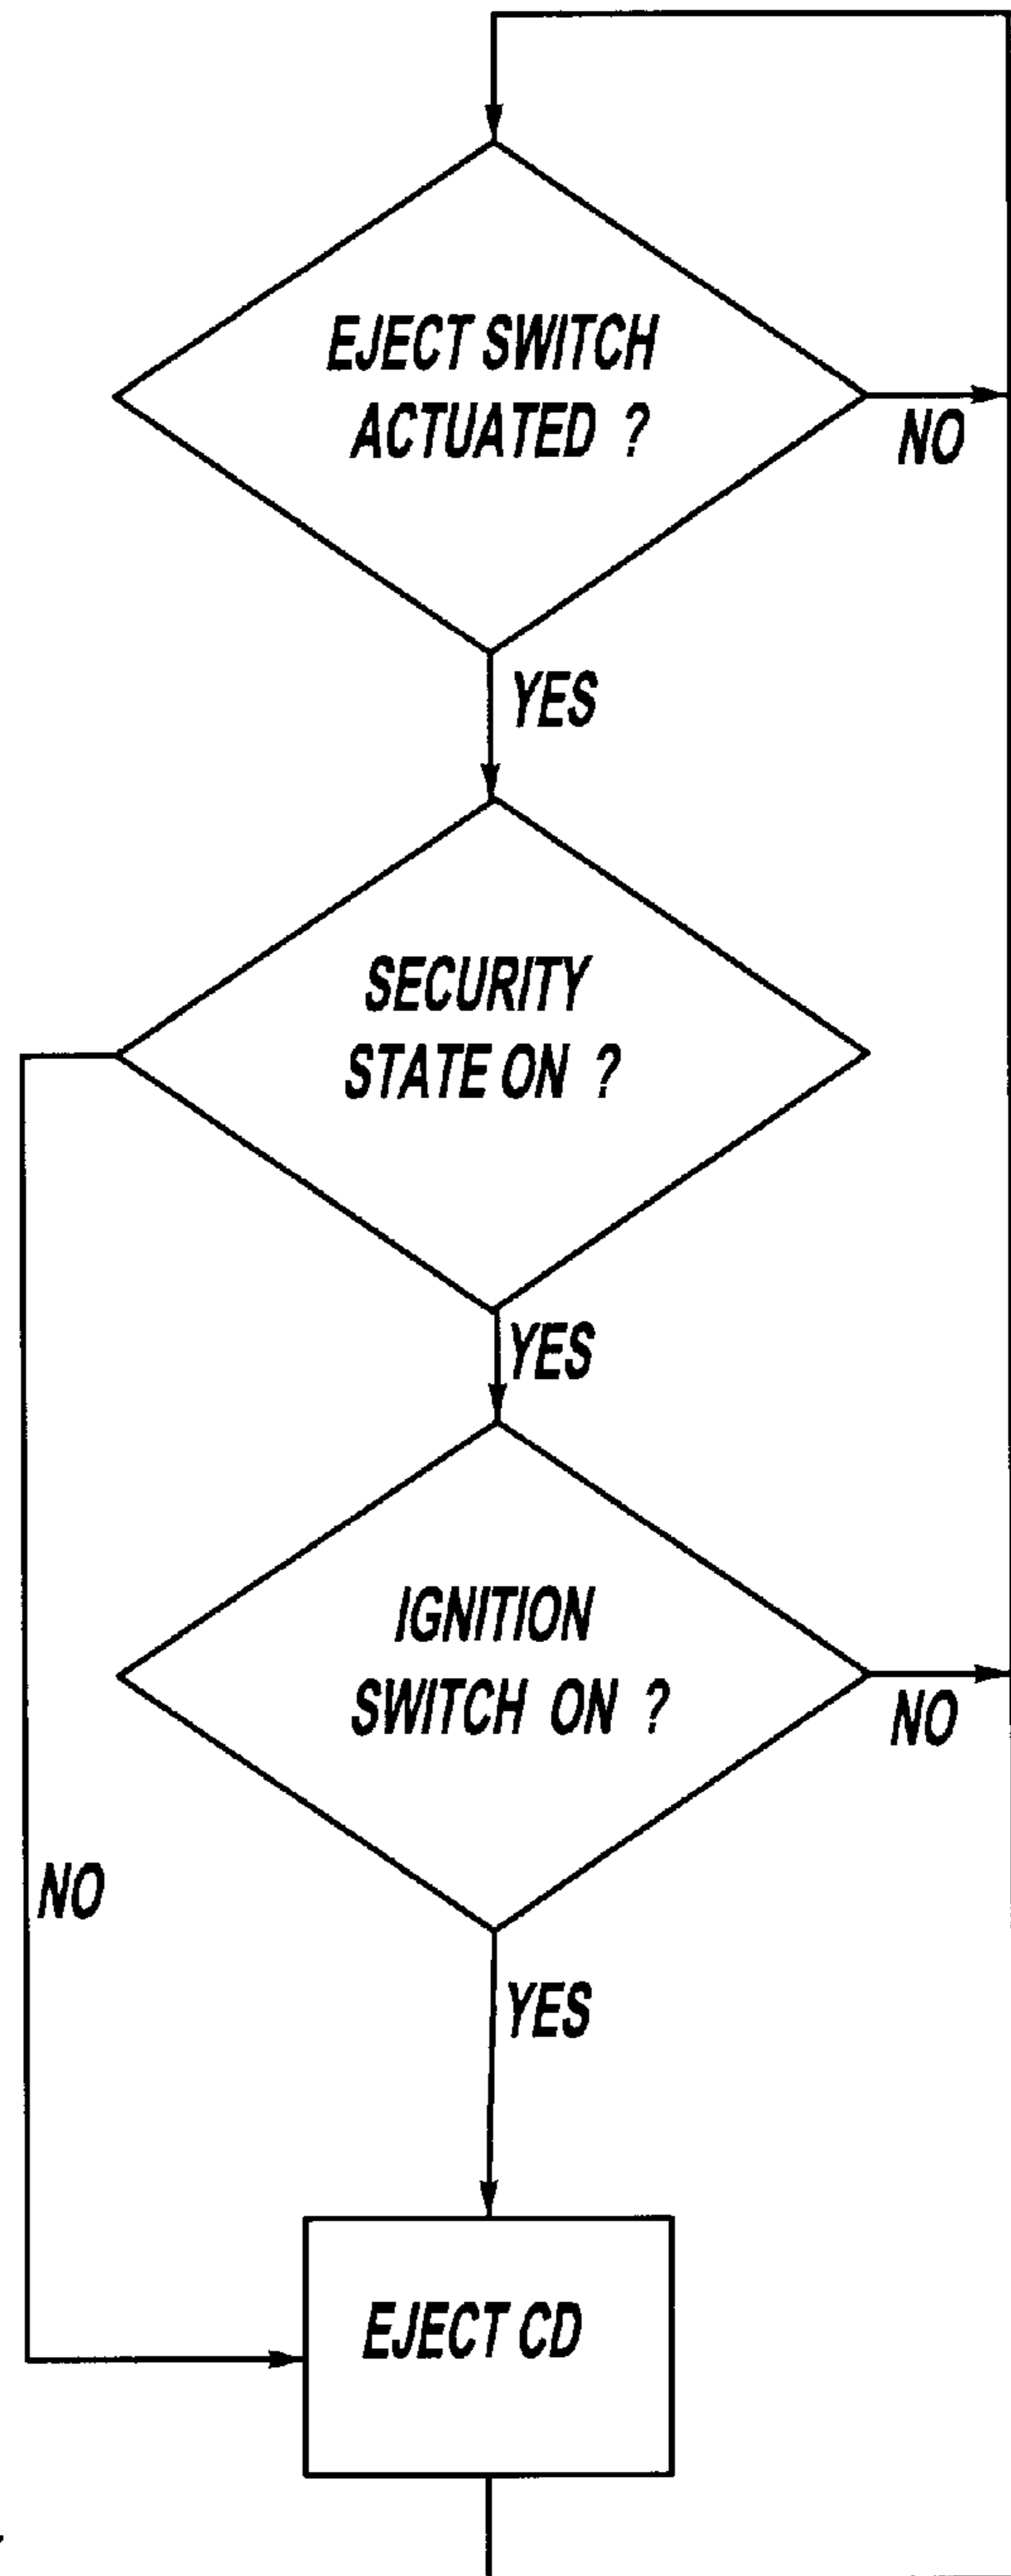 EJECT SWITCH
ACTUATED ?
NO
YES
SECURITY
STATE ON ?
YES
IGNITION
SWITCH ON ?
NO
NO
YES
EJECT CD